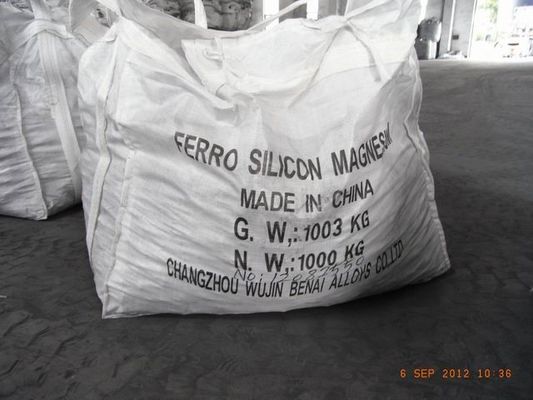 FERRO SILICON MAGNESIUM
MADE IN CHINA
G. W,:1003 KG
N. W,:1000 KG
CHANGZHOU WUJIN BENAI ALLOYS CO.LTD
6 SEP 2012 10:36